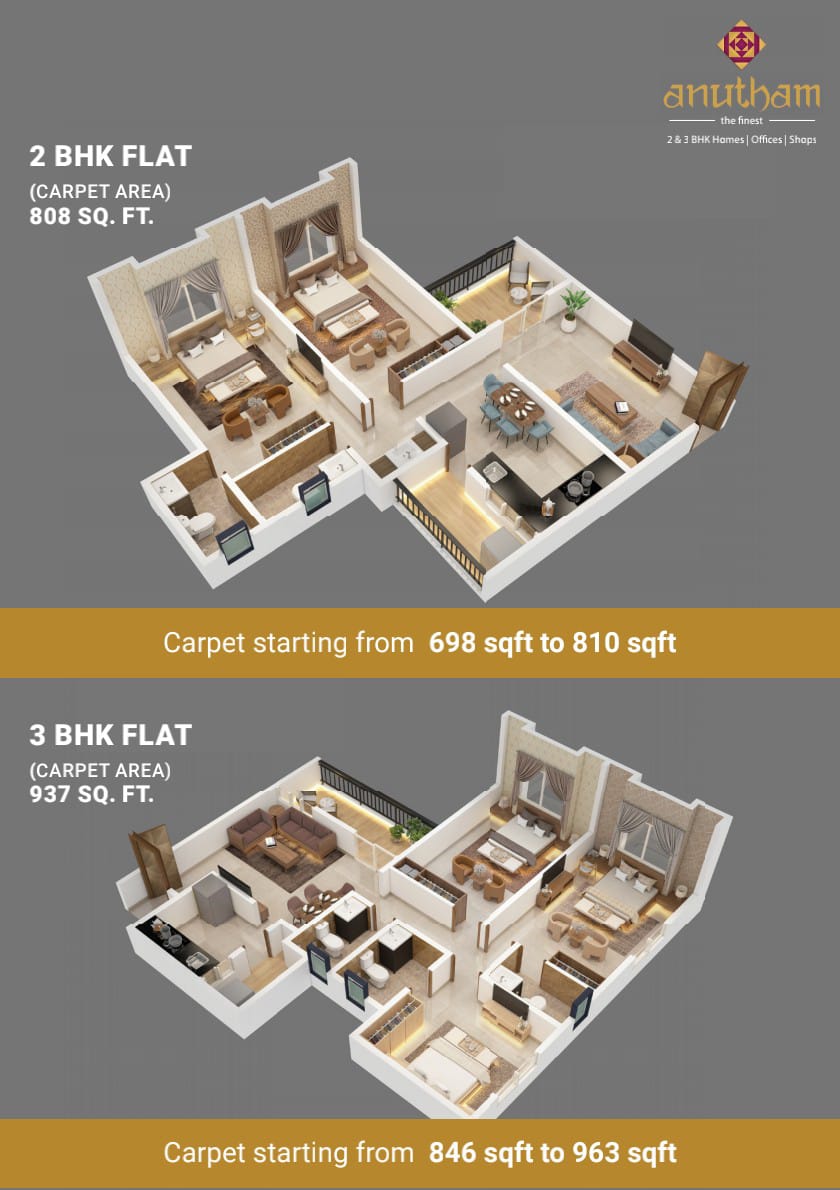 anutham
the finest
2 & 3 BHK Homes | Offices | Shops
2 BHK FLAT
(CARPET AREA)
808 SQ. FT.
Carpet starting from 698 sqft to 810 sqft
3 BHK FLAT
(CARPET AREA)
937 SQ. FT.
Carpet starting from 846 sqft to 963 sqft